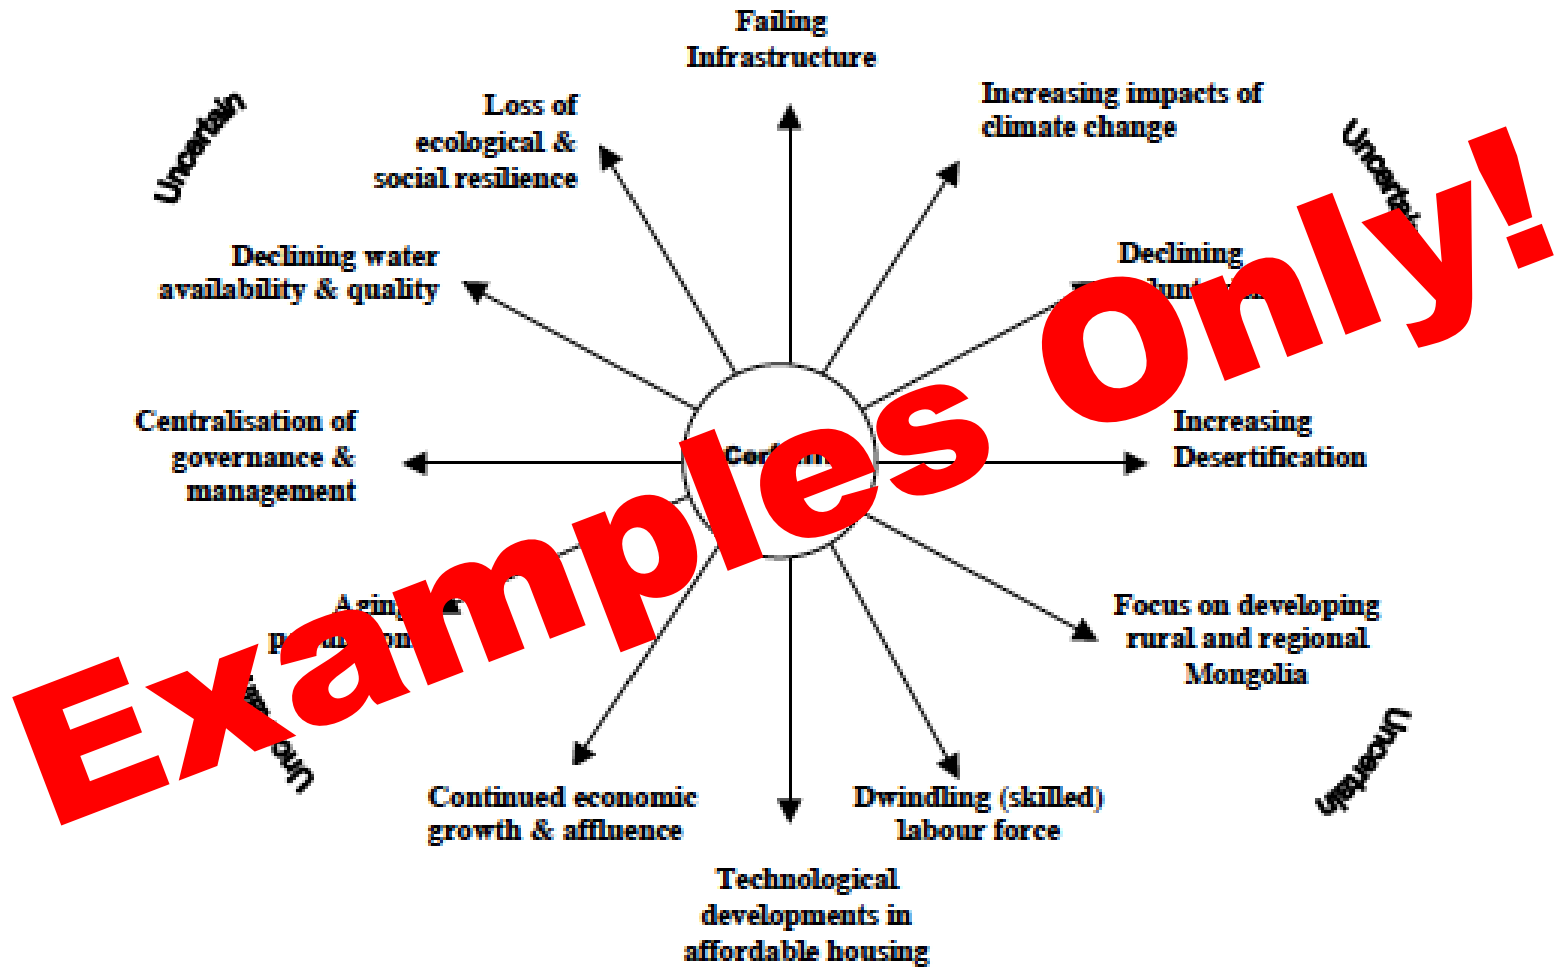 Failing
Infrastructure
Increasing impacts of
climate change
Loss of
ecological &
social resilience
Uncertain
Declining water
availability & quality
Declining
Centralisation of
governance &
management
Increasing
Desertification
Examples Only!
Aging
Focus on developing
rural and regional
Mongolia
Uncertain
Continued economic
growth & affluence
Dwindling (skilled)
labour force
Technological
developments in
affordable housing